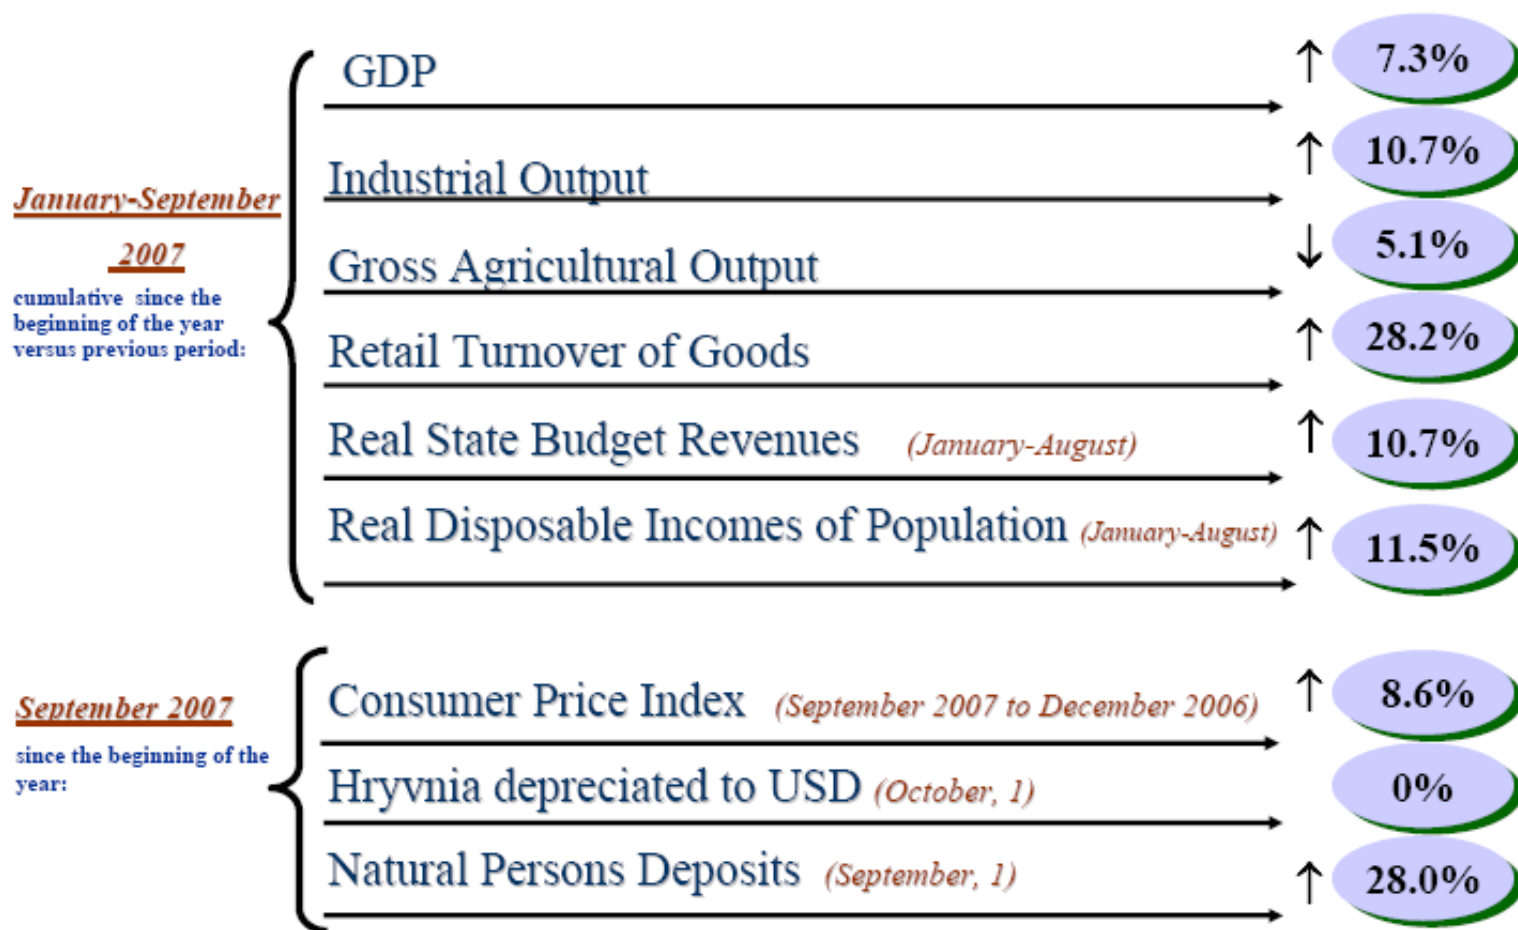 January-September
2007
cumulative since the
beginning of the year
versus previous period:
GDP ↑ 7.3%
Industrial Output ↑ 10.7%
Gross Agricultural Output ↓ 5.1%
Retail Turnover of Goods ↑ 28.2%
Real State Budget Revenues (January-August) ↑ 10.7%
Real Disposable Incomes of Population (January-August) ↑ 11.5%
September 2007
since the beginning of the
year:
Consumer Price Index (September 2007 to December 2006) ↑ 8.6%
Hryvnia depreciated to USD (October, 1) 0%
Natural Persons Deposits (September, 1) ↑ 28.0%